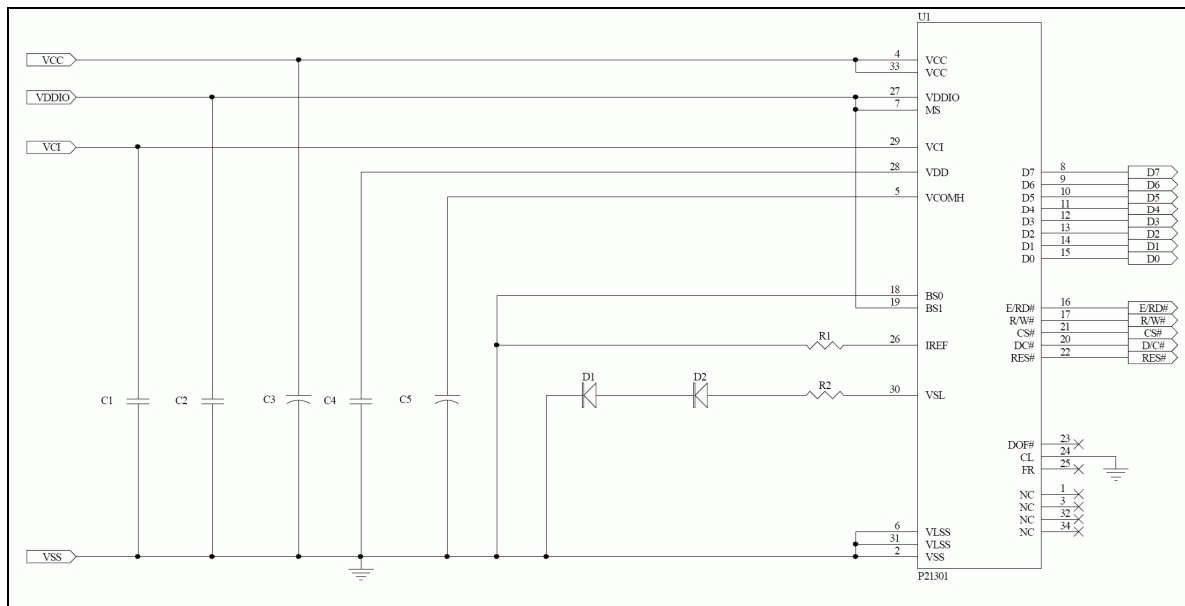 U1
VCC 4 VCC
33 VCC
VDDIO 27 VDDIO
7 MS
VCI 29 VCI
28 VDD
5 VCOMH
D7 8 D7
D6 9 D6
D5 10 D5
D4 11 D4
D3 12 D3
D2 13 D2
D1 14 D1
D0 15 D0
18 BS0
19 BS1
E/RD# 16 E/RD#
R/W# 17 R/W#
CS# 21 CS#
DC# 20 D/C#
RES# 22 RES#
R1 26 IREF
D1 D2 R2 30 VSL
C1 C2 C3 C4 C5
DOF# 23
CL 24
FR 25
NC 1
NC 3
NC 32
NC 34
6 VLSS
31 VLSS
VSS 2 VSS
P21301